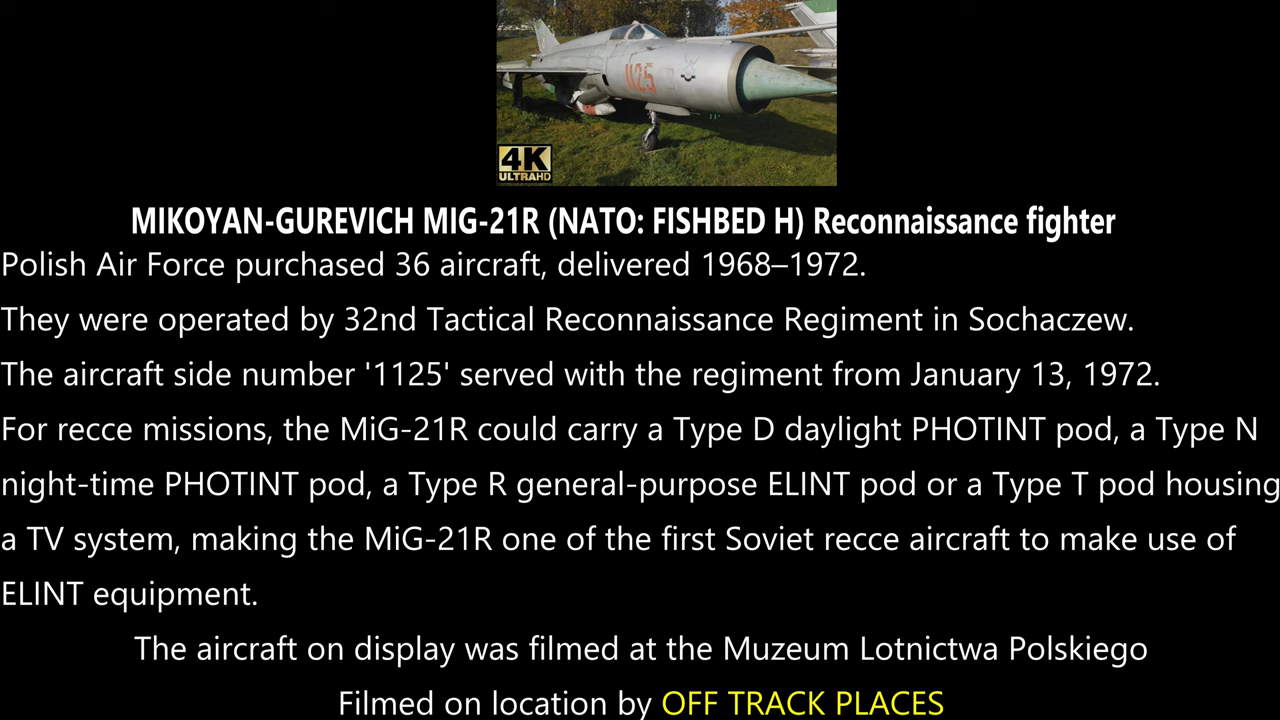 1125
4K
ULTRAHD
MIKOYAN-GUREVICH MIG-21R (NATO: FISHBED H) Reconnaissance fighter
Polish Air Force purchased 36 aircraft, delivered 1968–1972.
They were operated by 32nd Tactical Reconnaissance Regiment in Sochaczew.
The aircraft side number '1125' served with the regiment from January 13, 1972.
For recce missions, the MiG-21R could carry a Type D daylight PHOTINT pod, a Type N
night-time PHOTINT pod, a Type R general-purpose ELINT pod or a Type T pod housing
a TV system, making the MiG-21R one of the first Soviet recce aircraft to make use of
ELINT equipment.
The aircraft on display was filmed at the Muzeum Lotnictwa Polskiego
Filmed on location by OFF TRACK PLACES